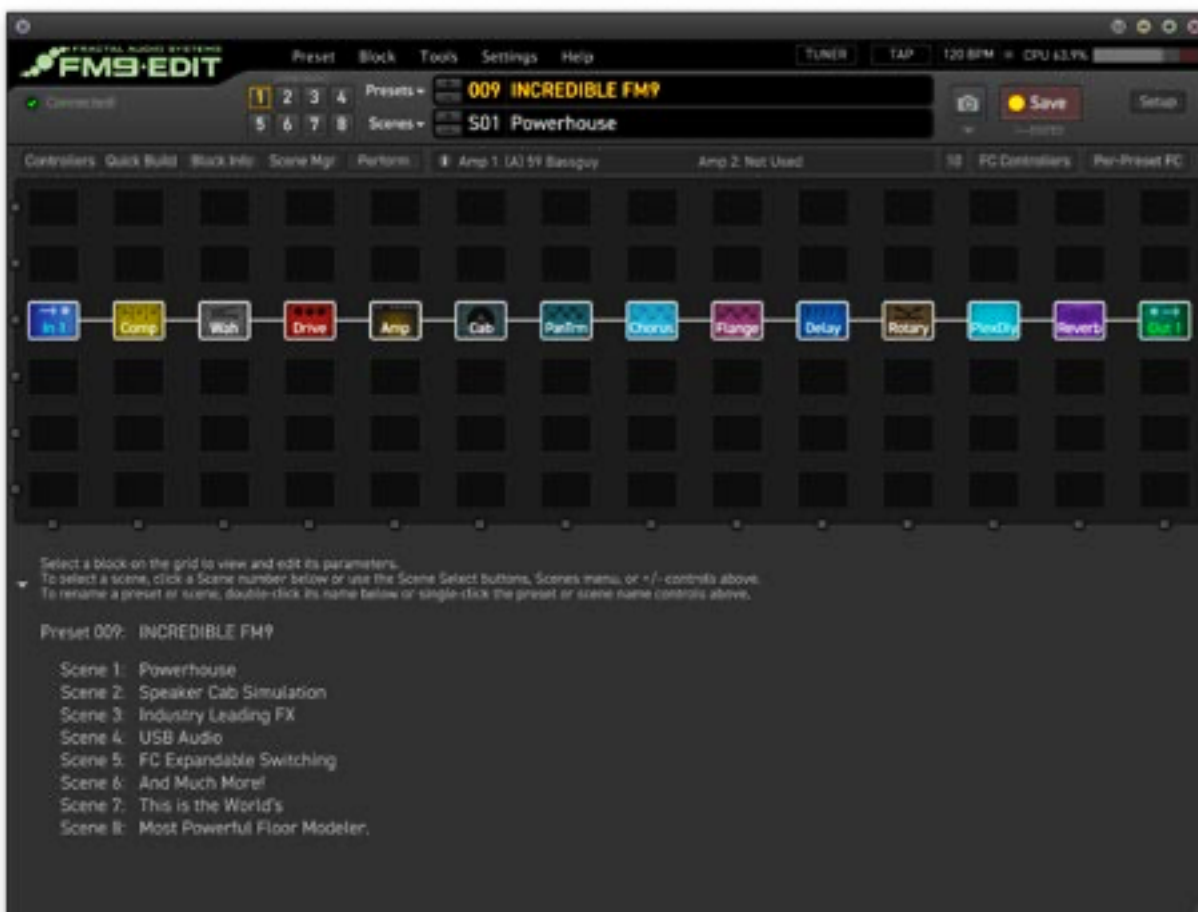 FRACTAL AUDIO SYSTEMS
FM9·EDIT
Preset Block Tools Settings Help
TUNER TAP 120 BPM CPU 63.9%
Connected!
1 2 3 4
5 6 7 8
Presets
009 INCREDIBLE FM9
Scenes
S01 Powerhouse
Save
Setup
Controllers Quick Build Block Info Scene Mgr Perform
Amp 1: (A) 59 Bassguy
Amp 2: Not Used
FC Controllers Per-Preset FC
In 1 Comp Wah Drive Amp Cab PanTrm Chorus Flange Delay Rotary PlexDly Reverb Out 1
Select a block on the grid to view and edit its parameters.
To select a scene, click a Scene number below or use the Scene Select buttons, Scenes menu, or +/- controls above.
To rename a preset or scene, double-click its name below or single-click the preset or scene name controls above.
Preset 009: INCREDIBLE FM9
Scene 1: Powerhouse
Scene 2: Speaker Cab Simulation
Scene 3: Industry Leading FX
Scene 4: USB Audio
Scene 5: FC Expandable Switching
Scene 6: And Much More!
Scene 7: This is the World's
Scene 8: Most Powerful Floor Modeler.